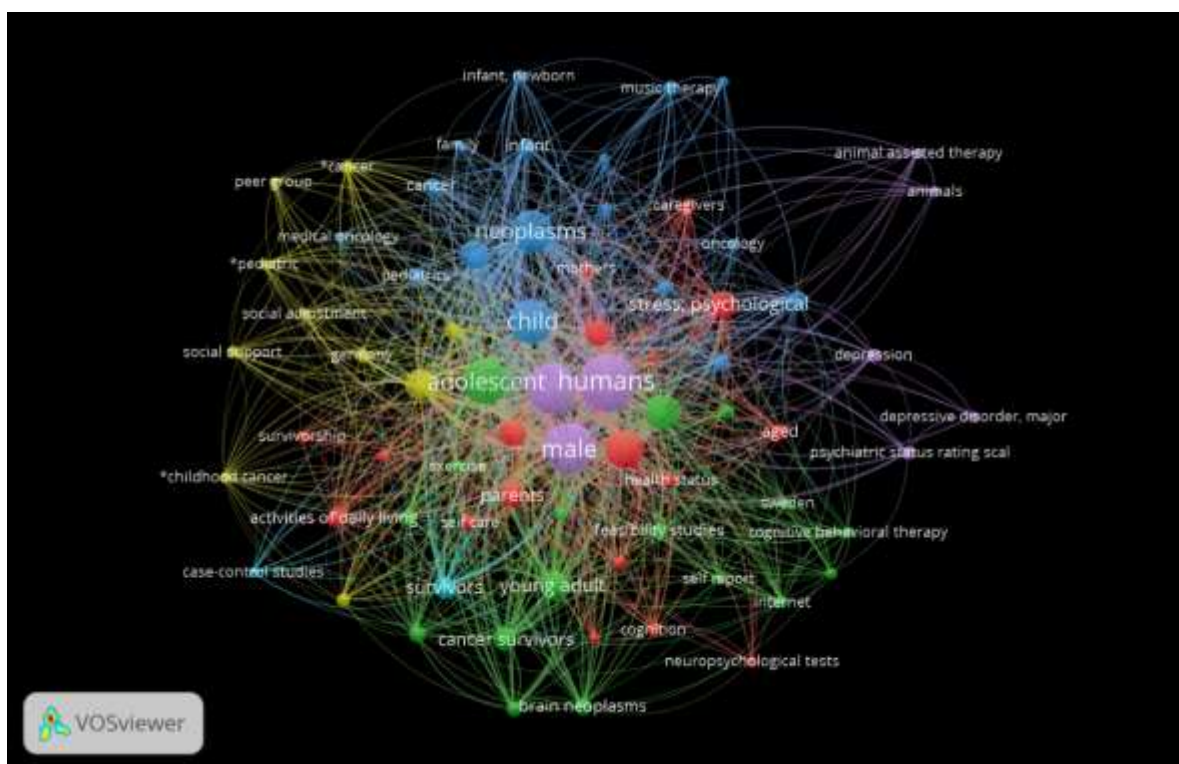 infant, newborn
music therapy
family
infant
animal assisted therapy
*cancer
peer group
cancer
animals
caregivers
neoplasms
medical oncology
oncology
*pediatric
pediatrics
mothers
stress, psychological
social adjustment
child
social support
germany
depression
adolescent
humans
depressive disorder, major
survivorship
aged
male
psychiatric status rating scal
exercise
*childhood cancer
health status
parents
sweden
activities of daily living
self care
feasibility studies
cognitive behavioral therapy
case-control studies
survivors
young adult
self report
internet
cancer survivors
cognition
neuropsychological tests
brain neoplasms
VOSviewer